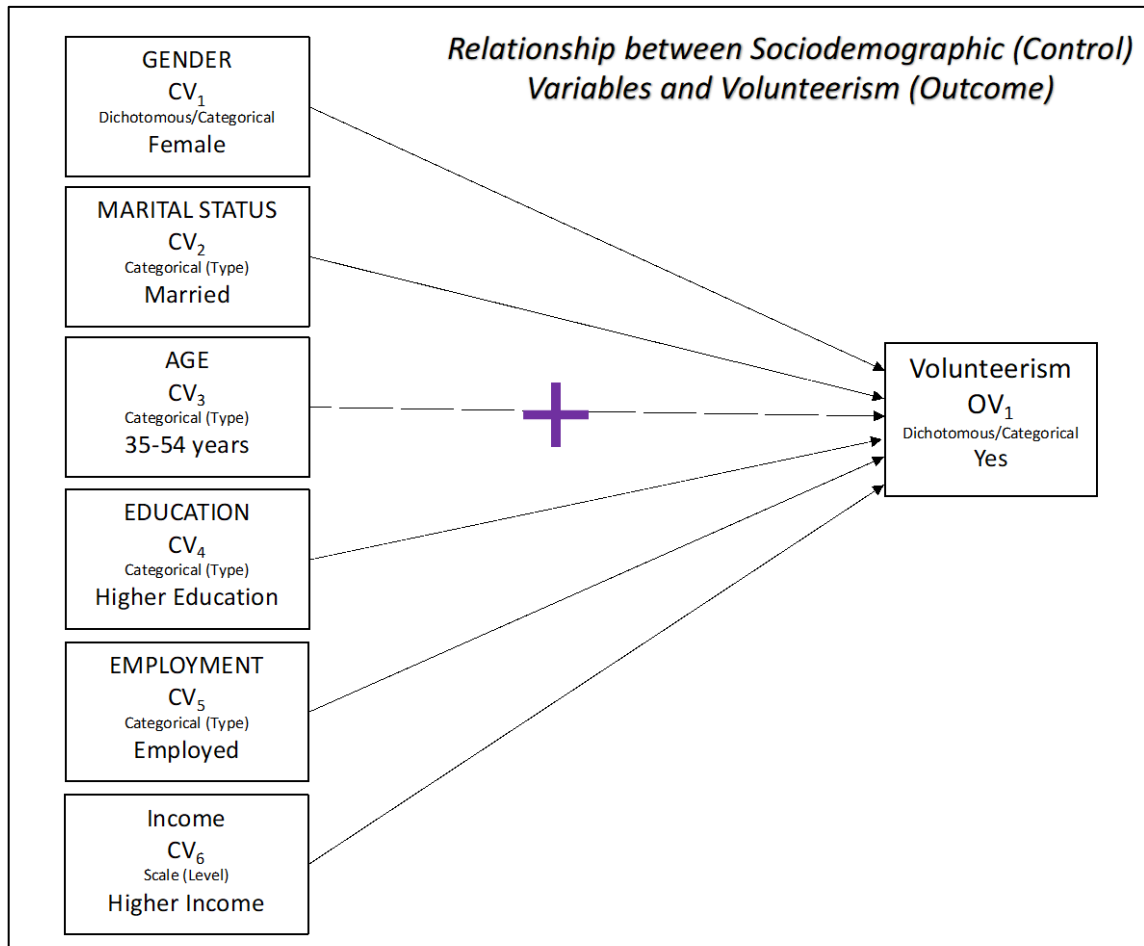 Relationship between Sociodemographic (Control)
Variables and Volunteerism (Outcome)
GENDER
CV₁
Dichotomous/Categorical
Female
MARITAL STATUS
CV₂
Categorical (Type)
Married
AGE
CV₃
Categorical (Type)
35-54 years
EDUCATION
CV₄
Categorical (Type)
Higher Education
EMPLOYMENT
CV₅
Categorical (Type)
Employed
Income
CV₆
Scale (Level)
Higher Income
+
Volunteerism
OV₁
Dichotomous/Categorical
Yes